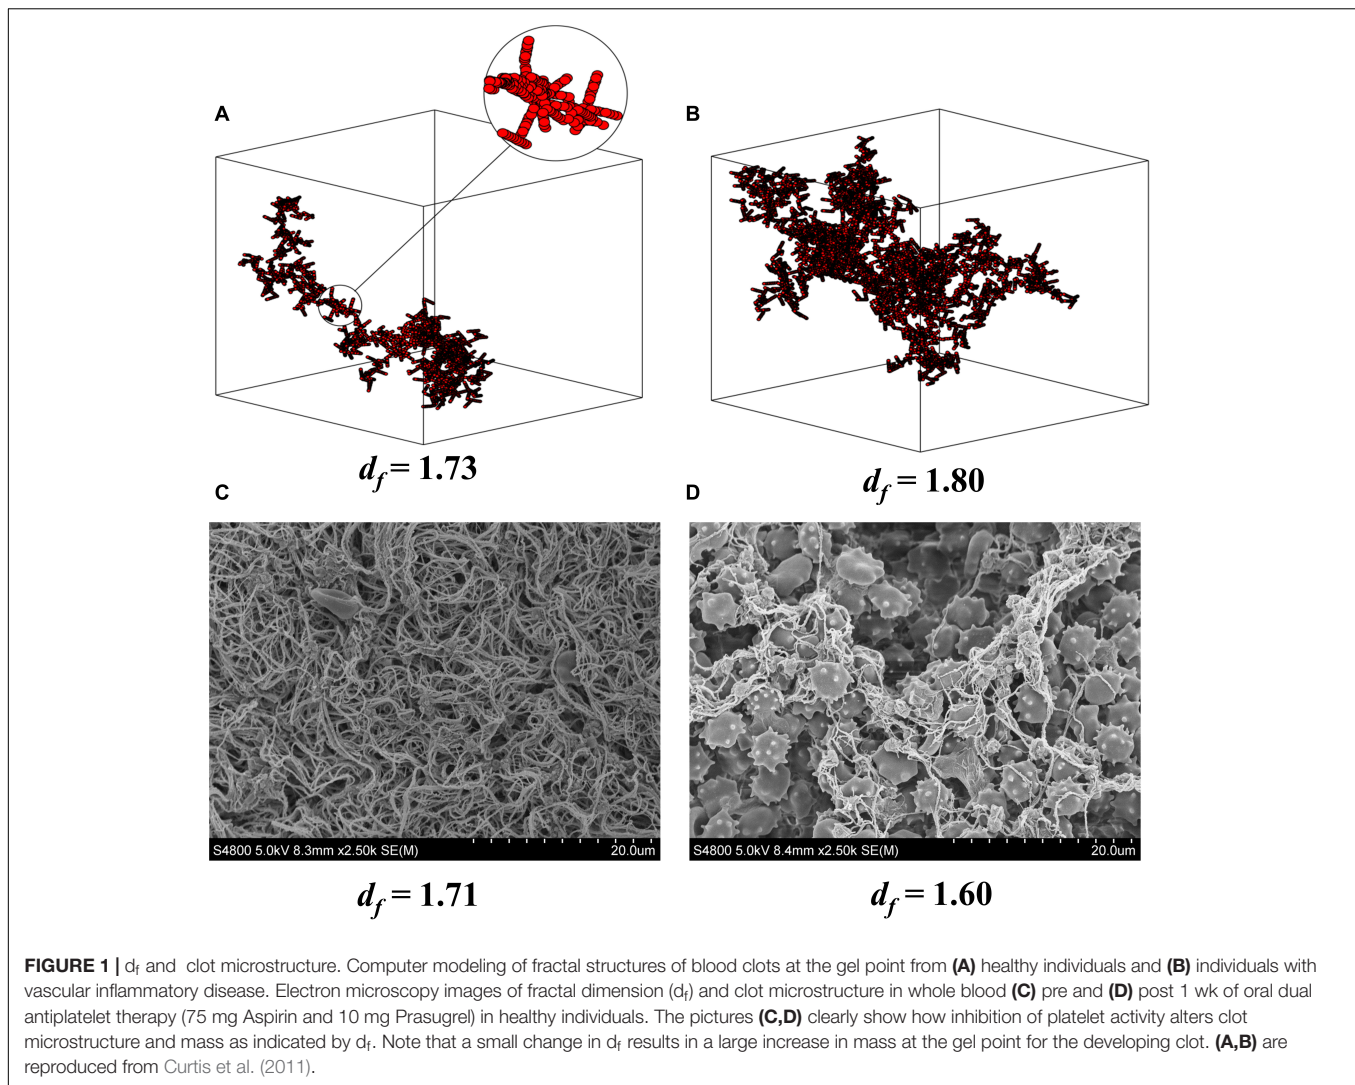 A
B
d_f = 1.73
d_f = 1.80
C
D
S4800 5.0kV 8.3mm x2.50k SE(M)
20.0um
S4800 5.0kV 8.4mm x2.50k SE(M)
20.0um
d_f = 1.71
d_f = 1.60
FIGURE 1 | df and clot microstructure. Computer modeling of fractal structures of blood clots at the gel point from (A) healthy individuals and (B) individuals with
vascular inflammatory disease. Electron microscopy images of fractal dimension (df) and clot microstructure in whole blood (C) pre and (D) post 1 wk of oral dual
antiplatelet therapy (75 mg Aspirin and 10 mg Prasugrel) in healthy individuals. The pictures (C,D) clearly show how inhibition of platelet activity alters clot
microstructure and mass as indicated by df. Note that a small change in df results in a large increase in mass at the gel point for the developing clot. (A,B) are
reproduced from Curtis et al. (2011).